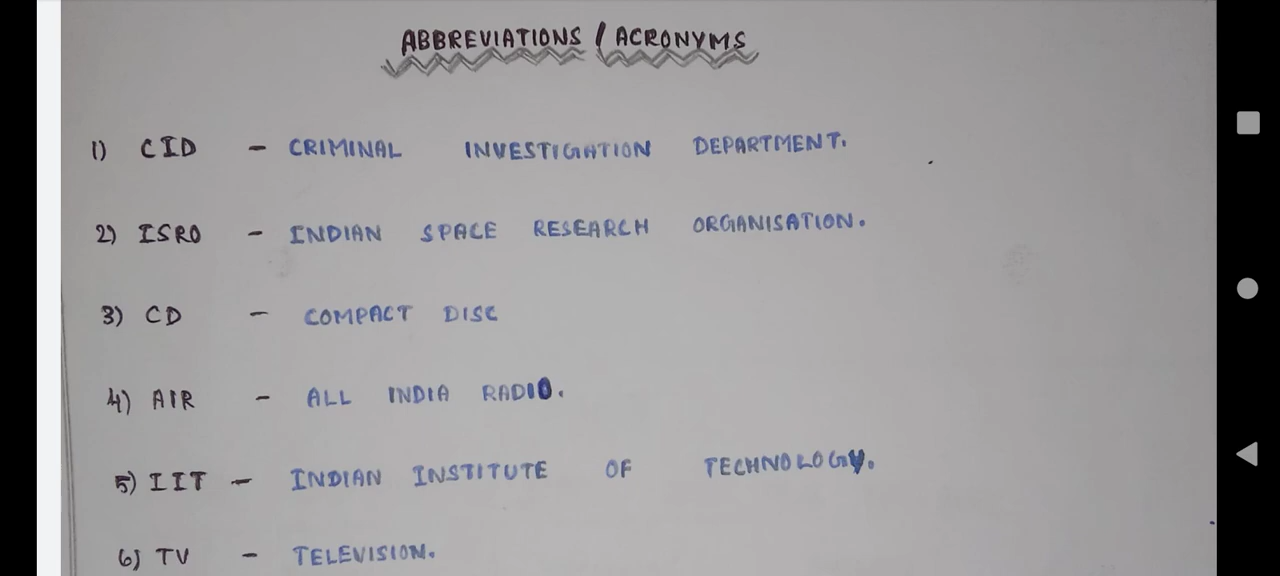 ABBREVIATIONS / ACRONYMS
1) CID - CRIMINAL INVESTIGATION DEPARTMENT.
2) ISRO - INDIAN SPACE RESEARCH ORGANISATION.
3) CD - COMPACT DISC
4) AIR - ALL INDIA RADIO.
5) IIT - INDIAN INSTITUTE OF TECHNOLOGY.
6) TV - TELEVISION.